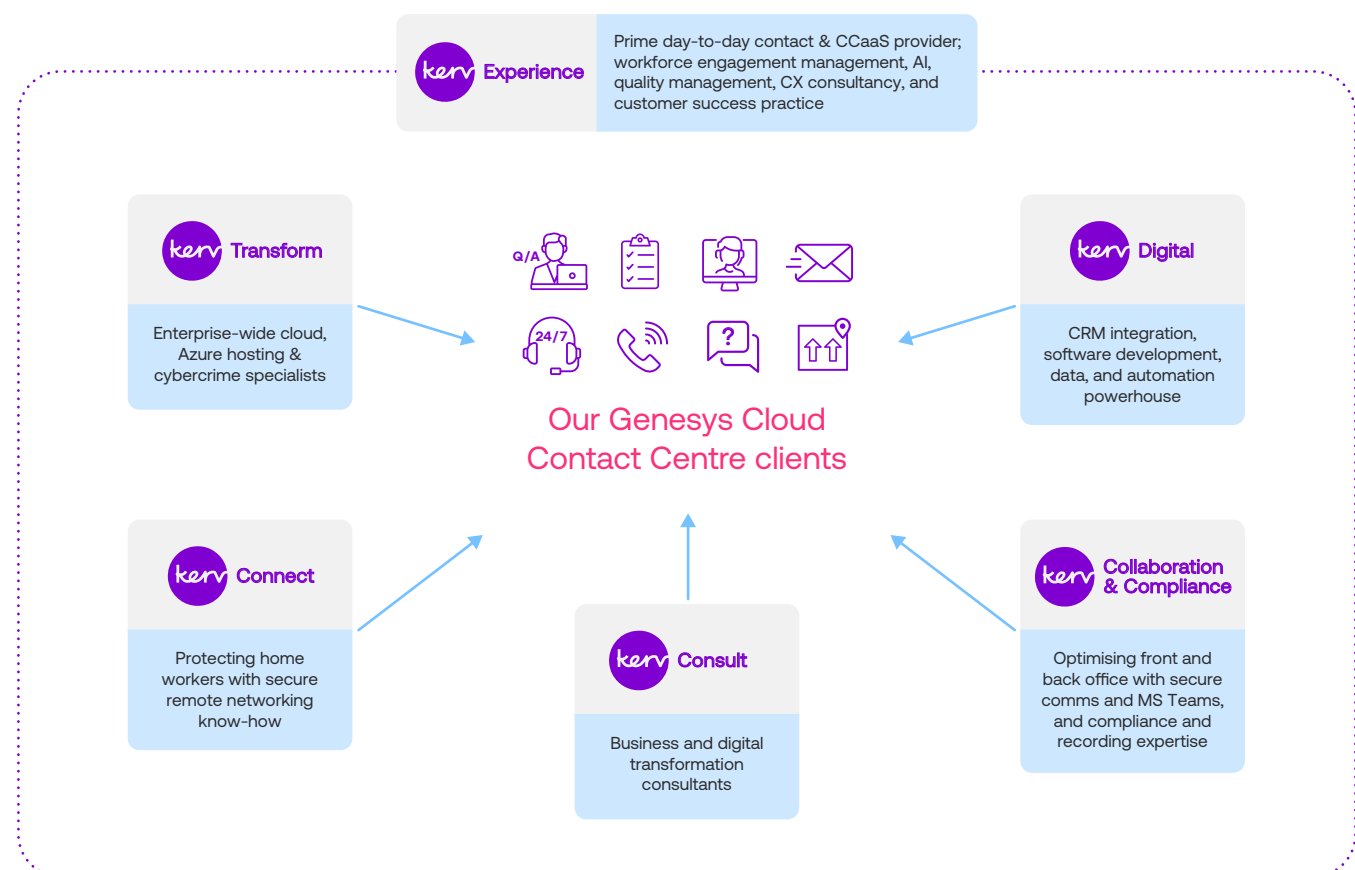 kerv Experience
Prime day-to-day contact & CCaaS provider;
workforce engagement management, AI,
quality management, CX consultancy, and
customer success practice
kerv Transform
Enterprise-wide cloud,
Azure hosting &
cybercrime specialists
Q/A
24/7
?
Our Genesys Cloud
Contact Centre clients
kerv Digital
CRM integration,
software development,
data, and automation
powerhouse
kerv Connect
Protecting home
workers with secure
remote networking
know-how
kerv Consult
Business and digital
transformation
consultants
kerv Collaboration
& Compliance
Optimising front and
back office with secure
comms and MS Teams,
and compliance and
recording expertise